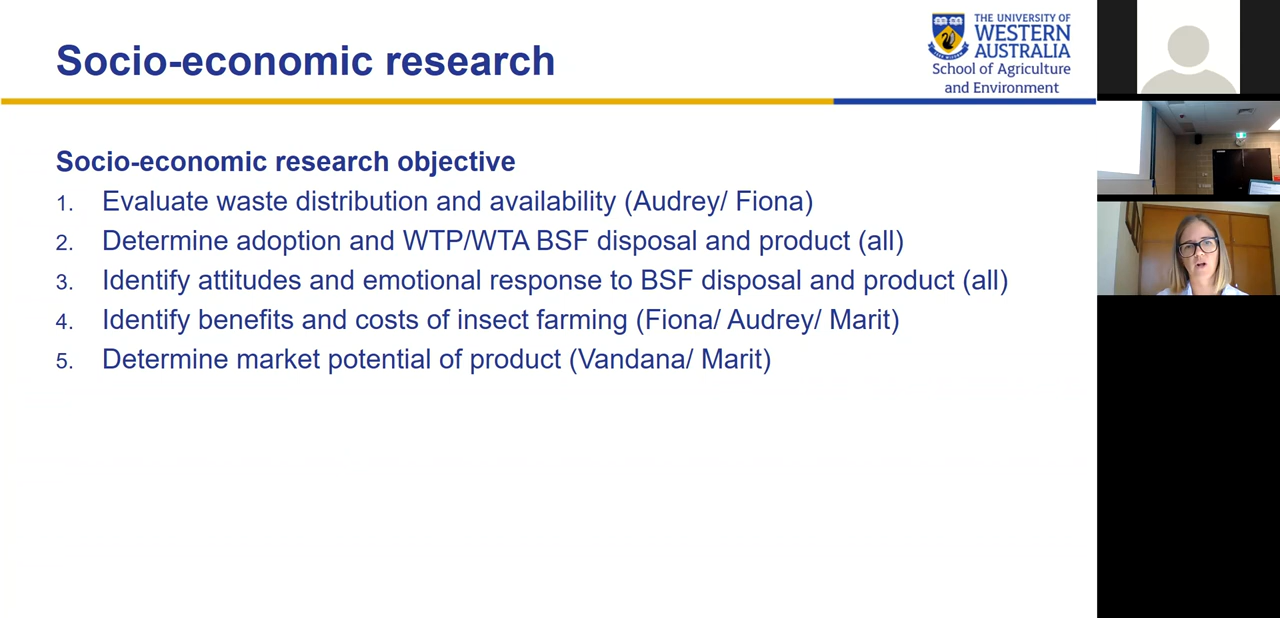 Socio-economic research
THE UNIVERSITY OF
WESTERN
AUSTRALIA
School of Agriculture
and Environment
Socio-economic research objective
1. Evaluate waste distribution and availability (Audrey/ Fiona)
2. Determine adoption and WTP/WTA BSF disposal and product (all)
3. Identify attitudes and emotional response to BSF disposal and product (all)
4. Identify benefits and costs of insect farming (Fiona/ Audrey/ Marit)
5. Determine market potential of product (Vandana/ Marit)